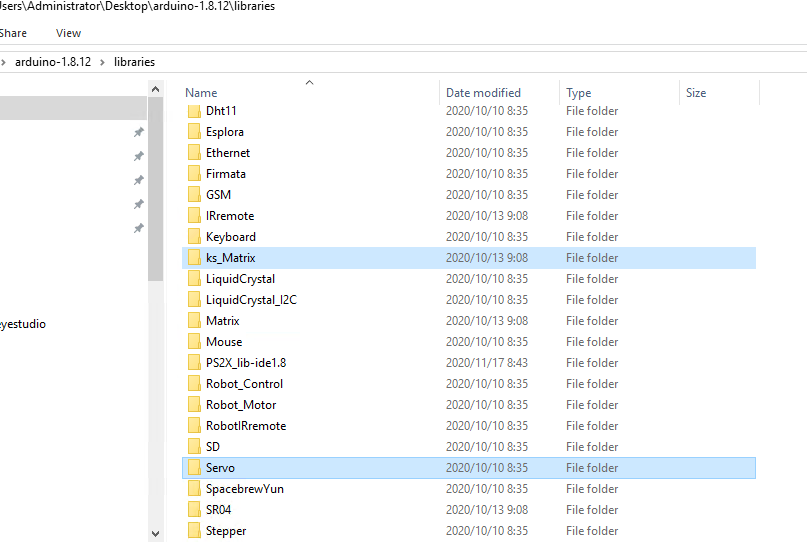 sers\Administrator\Desktop\arduino-1.8.12\libraries
Share View
arduino-1.8.12 libraries
Name Date modified Type Size
Dht11 2020/10/10 8:35 File folder
Esplora 2020/10/10 8:35 File folder
Ethernet 2020/10/10 8:35 File folder
Firmata 2020/10/10 8:35 File folder
GSM 2020/10/10 8:35 File folder
IRremote 2020/10/13 9:08 File folder
Keyboard 2020/10/10 8:35 File folder
ks_Matrix 2020/10/13 9:08 File folder
LiquidCrystal 2020/10/10 8:35 File folder
LiquidCrystal_I2C 2020/10/10 8:35 File folder
Matrix 2020/10/13 9:08 File folder
Mouse 2020/10/10 8:35 File folder
PS2X_lib-ide1.8 2020/11/17 8:43 File folder
Robot_Control 2020/10/10 8:35 File folder
Robot_Motor 2020/10/10 8:35 File folder
RobotIRremote 2020/10/10 8:35 File folder
SD 2020/10/10 8:35 File folder
Servo 2020/10/10 8:35 File folder
SpacebrewYun 2020/10/10 8:35 File folder
SR04 2020/10/13 9:08 File folder
Stepper 2020/10/10 8:35 File folder
eyestudio